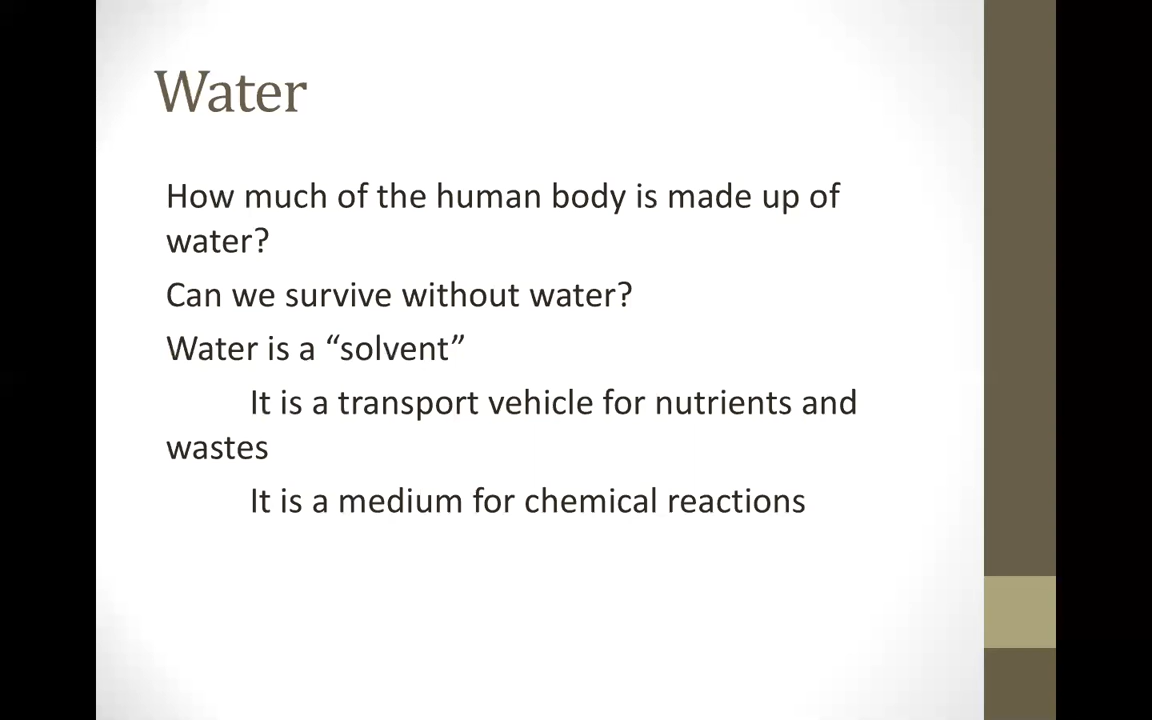 Water
How much of the human body is made up of
water?
Can we survive without water?
Water is a “solvent”
It is a transport vehicle for nutrients and
wastes
It is a medium for chemical reactions